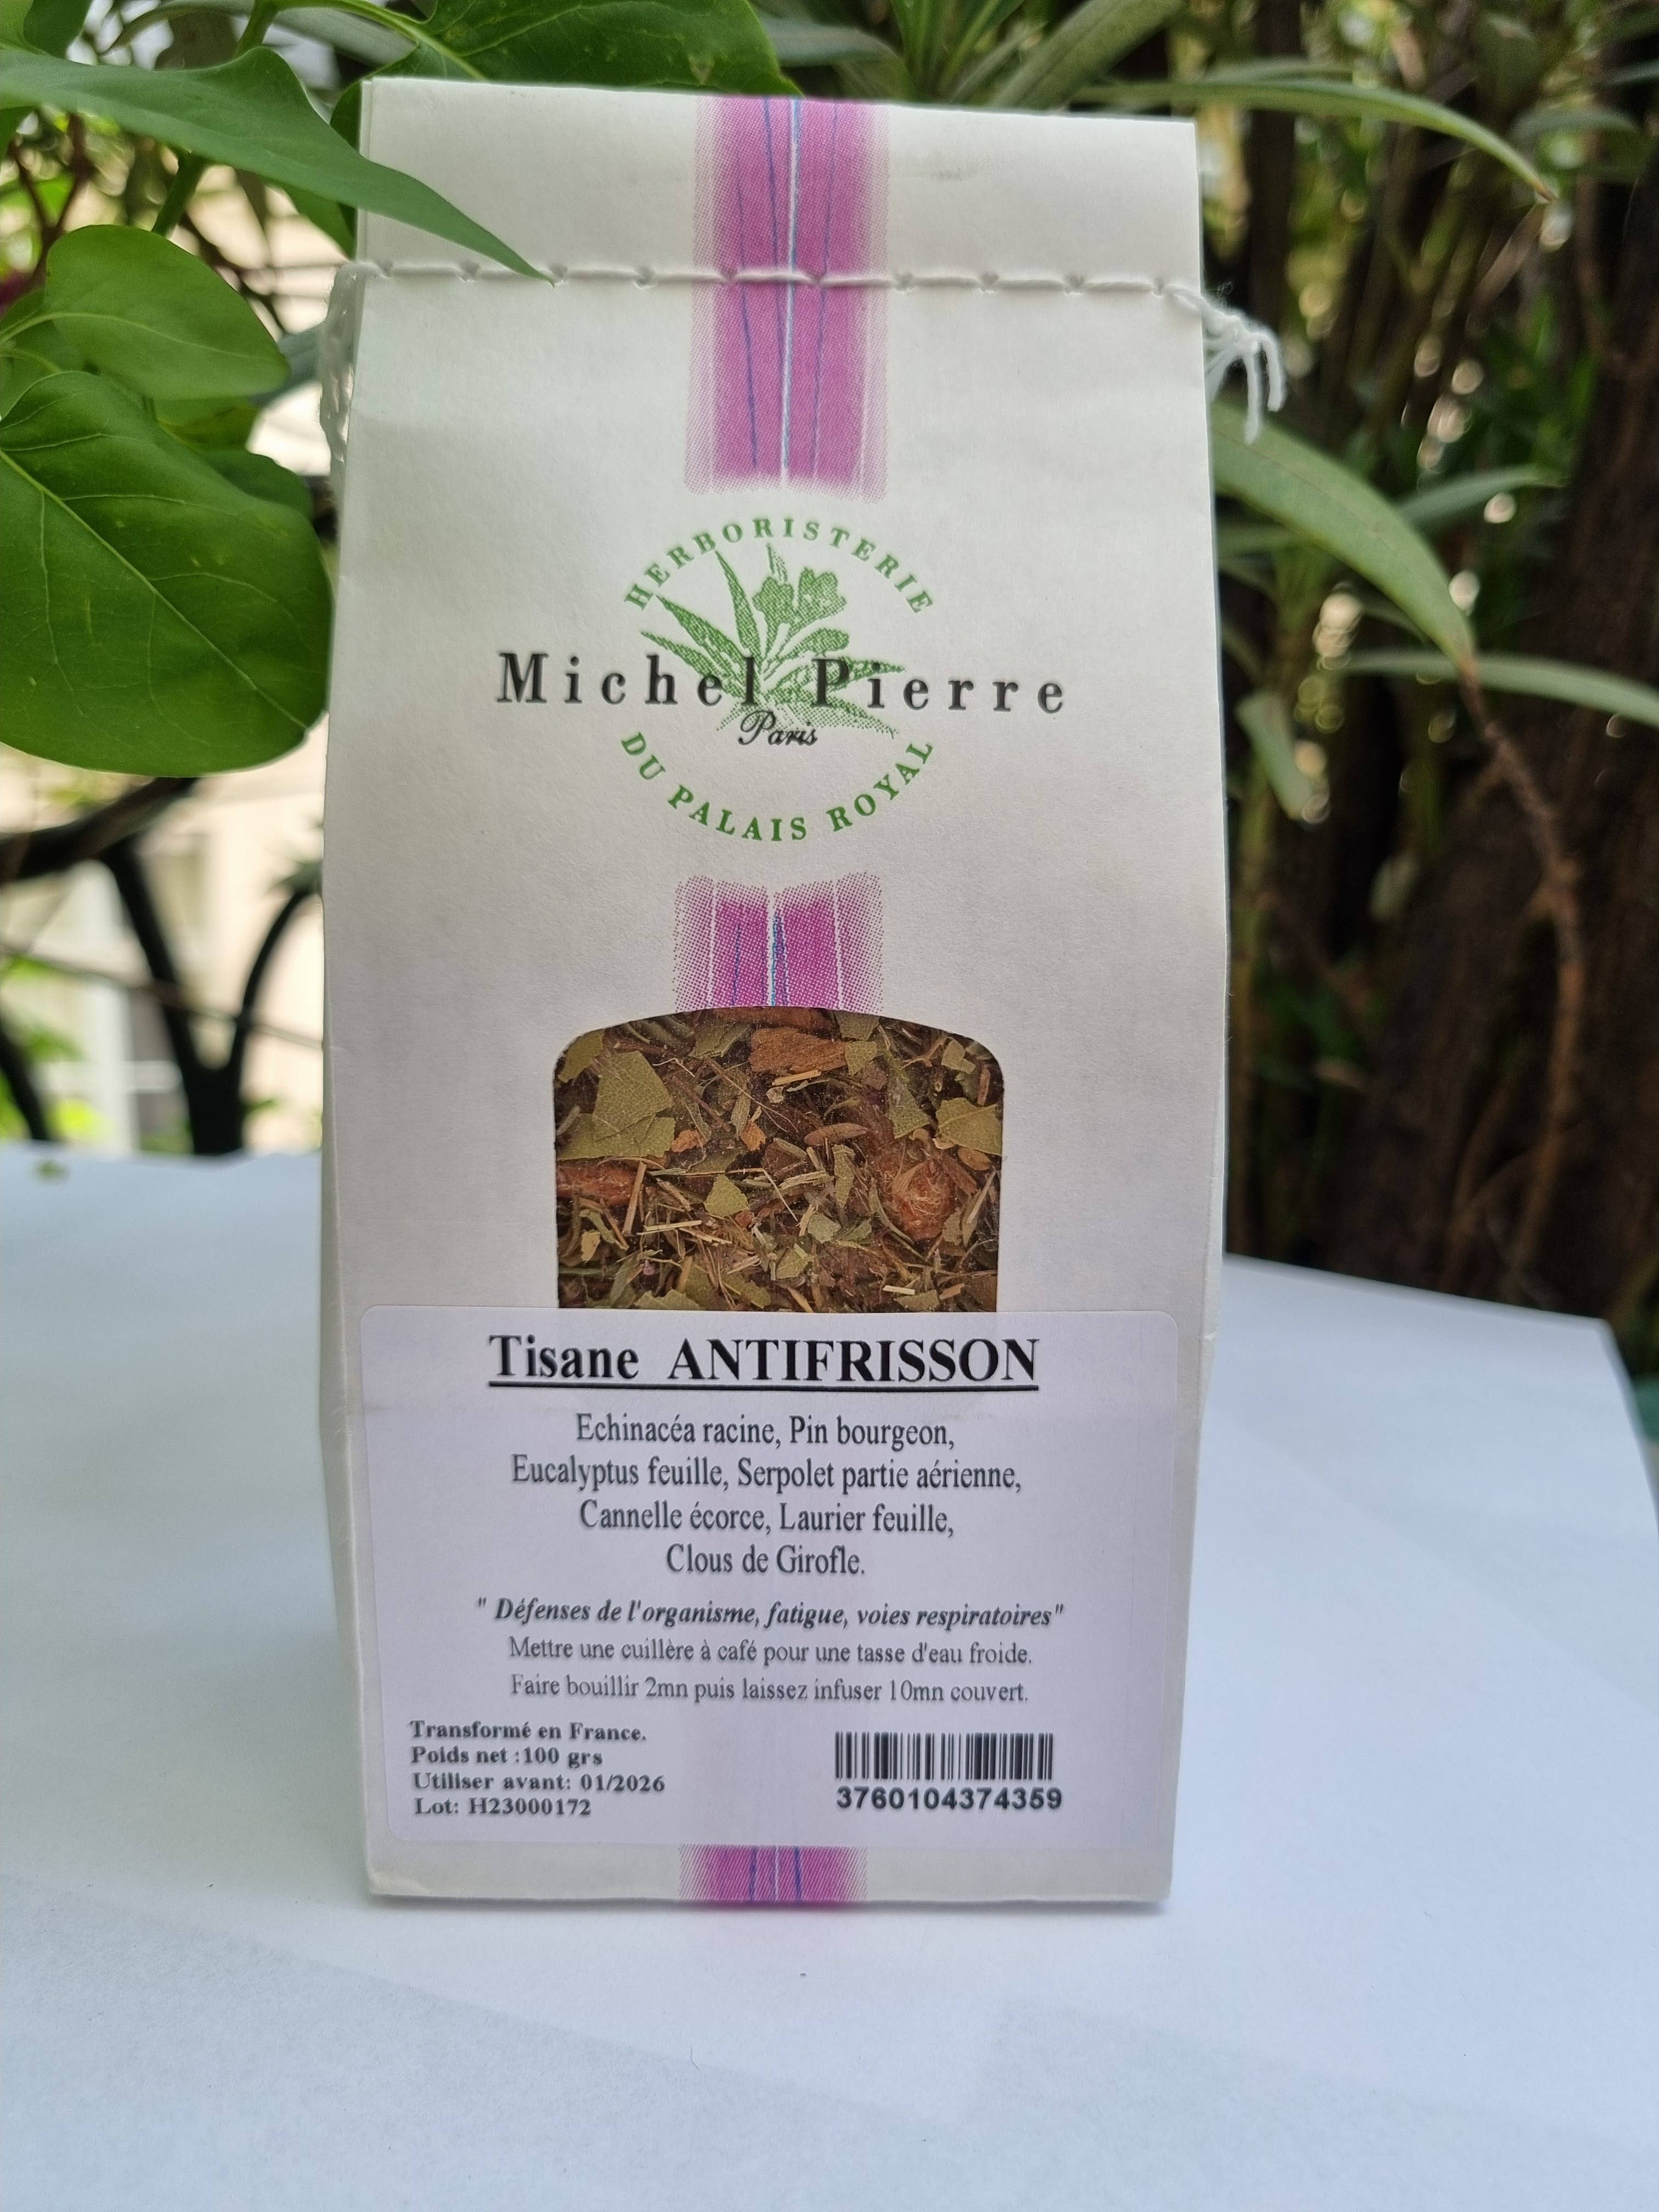 HERBORISTERIE
Michel Pierre
Paris
DU PALAIS ROYAL
Tisane ANTIFRISSON
Echinacéa racine, Pin bourgeon,
Eucalyptus feuille, Serpolet partie aérienne,
Cannelle écorce, Laurier feuille,
Clous de Girofle.
" Défenses de l'organisme, fatigue, voies respiratoires"
Mettre une cuillère à café pour une tasse d'eau froide.
Faire bouillir 2mn puis laissez infuser 10mn couvert.
Transformé en France.
Poids net :100 grs
Utiliser avant: 01/2026
Lot: H23000172
3760104374359